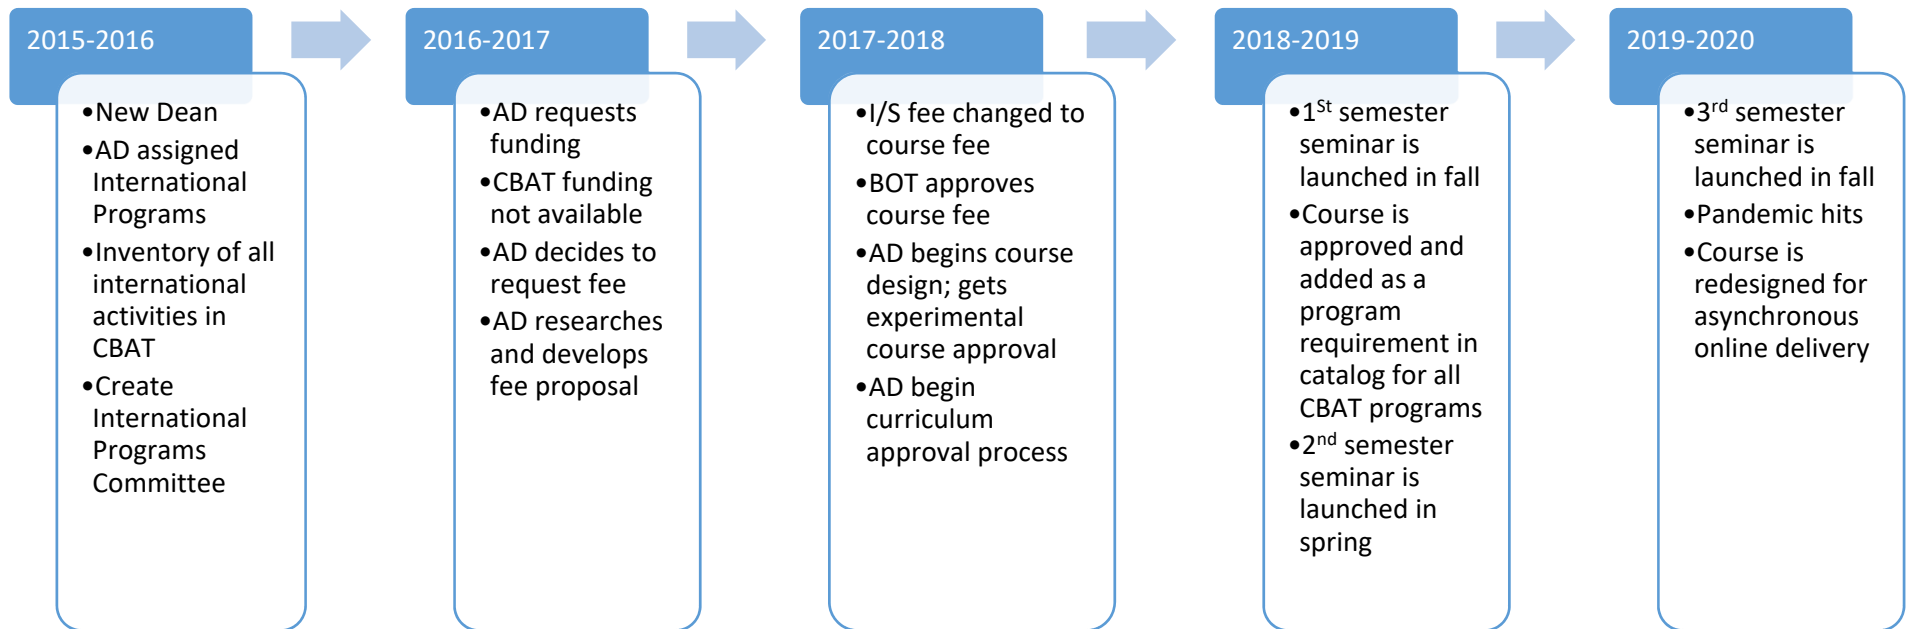 2015-2016
•New Dean
•AD assigned
International
Programs
•Inventory of all
international
activities in
CBAT
•Create
International
Programs
Committee
2016-2017
•AD requests
funding
•CBAT funding
not available
•AD decides to
request fee
•AD researches
and develops
fee proposal
2017-2018
•I/S fee changed to
course fee
•BOT approves
course fee
•AD begins course
design; gets
experimental
course approval
•AD begin
curriculum
approval process
2018-2019
•1St semester
seminar is
launched in fall
•Course is
approved and
added as a
program
requirement in
catalog for all
CBAT programs
•2nd semester
seminar is
launched in
spring
2019-2020
•3rd semester
seminar is
launched in fall
•Pandemic hits
•Course is
redesigned for
asynchronous
online delivery